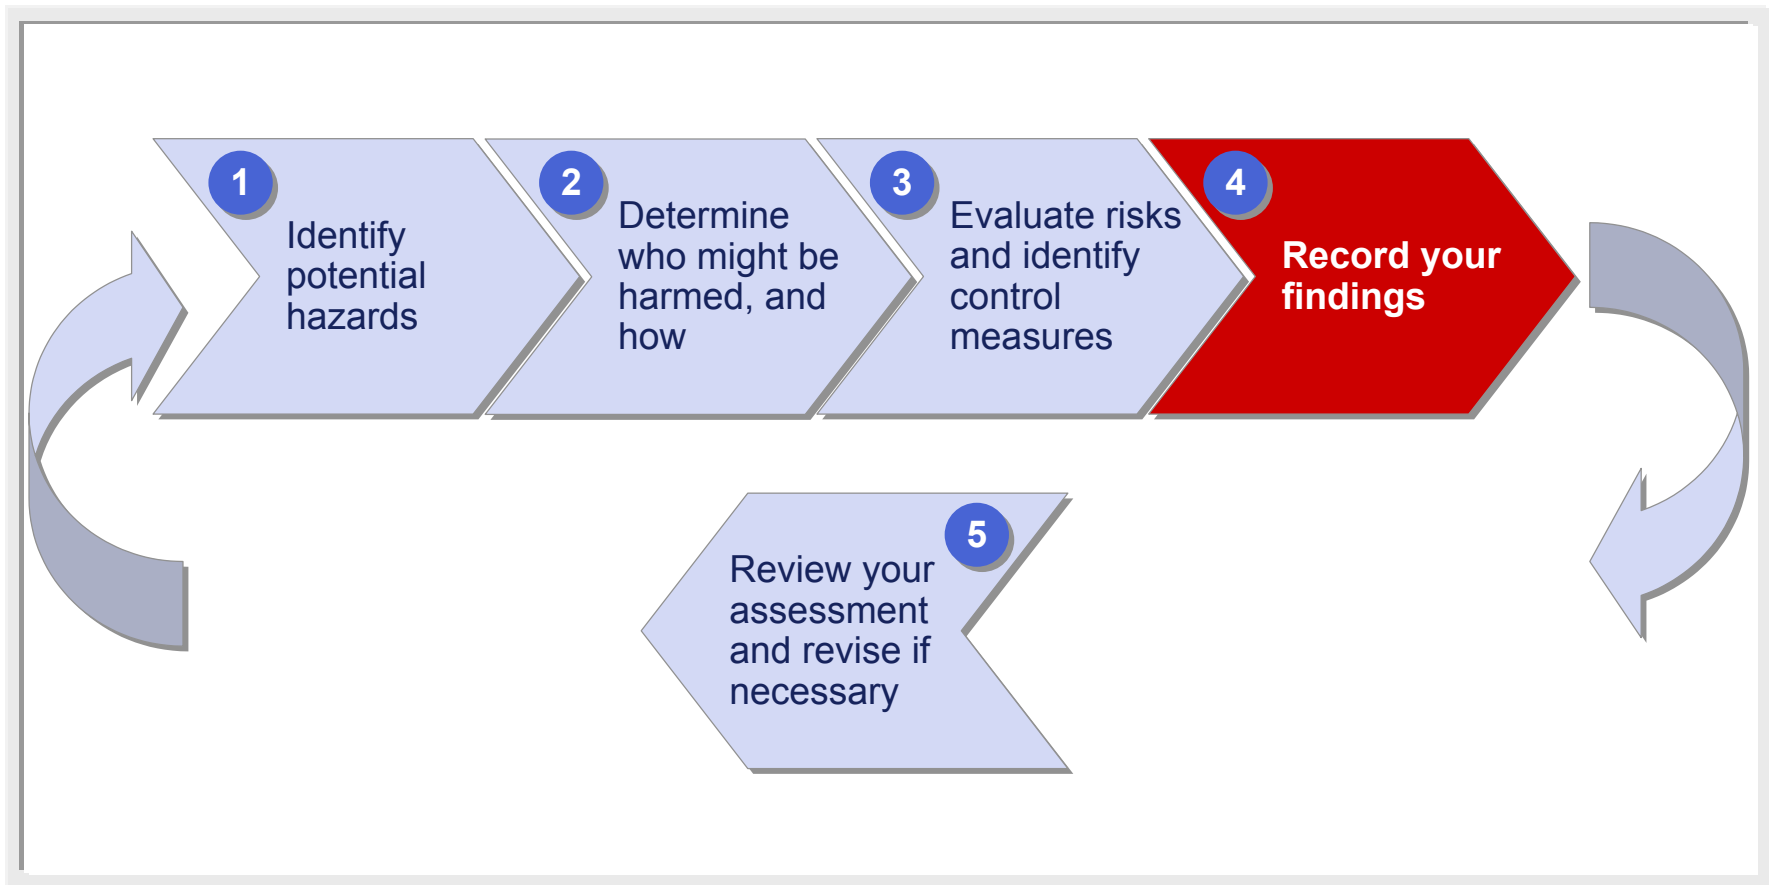 1
Identify
potential
hazards
2
Determine
who might be
harmed, and
how
3
Evaluate risks
and identify
control
measures
4
Record your
findings
5
Review your
assessment
and revise if
necessary